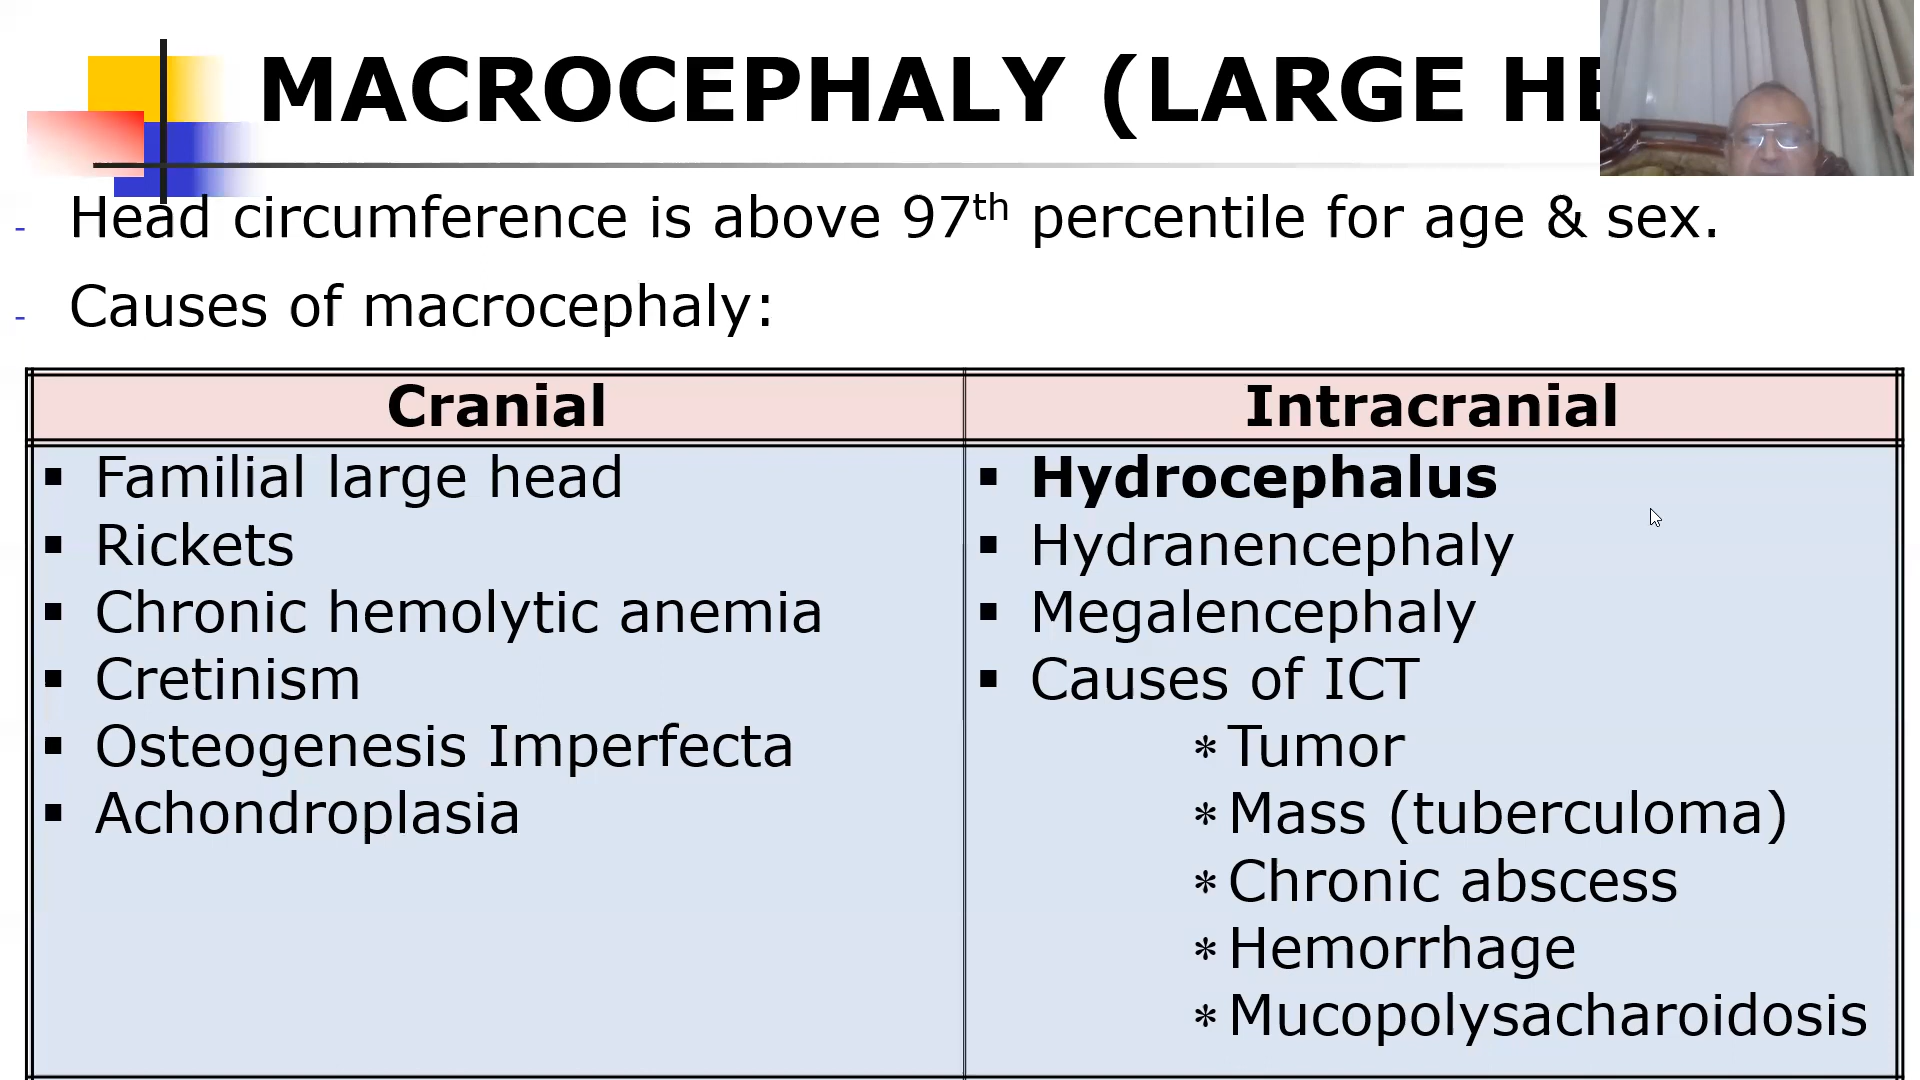 MACROCEPHALY (LARGE HE
- Head circumference is above 97th percentile for age & sex.
- Causes of macrocephaly:
Cranial
▪ Familial large head
▪ Rickets
▪ Chronic hemolytic anemia
▪ Cretinism
▪ Osteogenesis Imperfecta
▪ Achondroplasia
Intracranial
▪ Hydrocephalus
▪ Hydranencephaly
▪ Megalencephaly
▪ Causes of ICT
* Tumor
* Mass (tuberculoma)
* Chronic abscess
* Hemorrhage
* Mucopolysacharoidosis